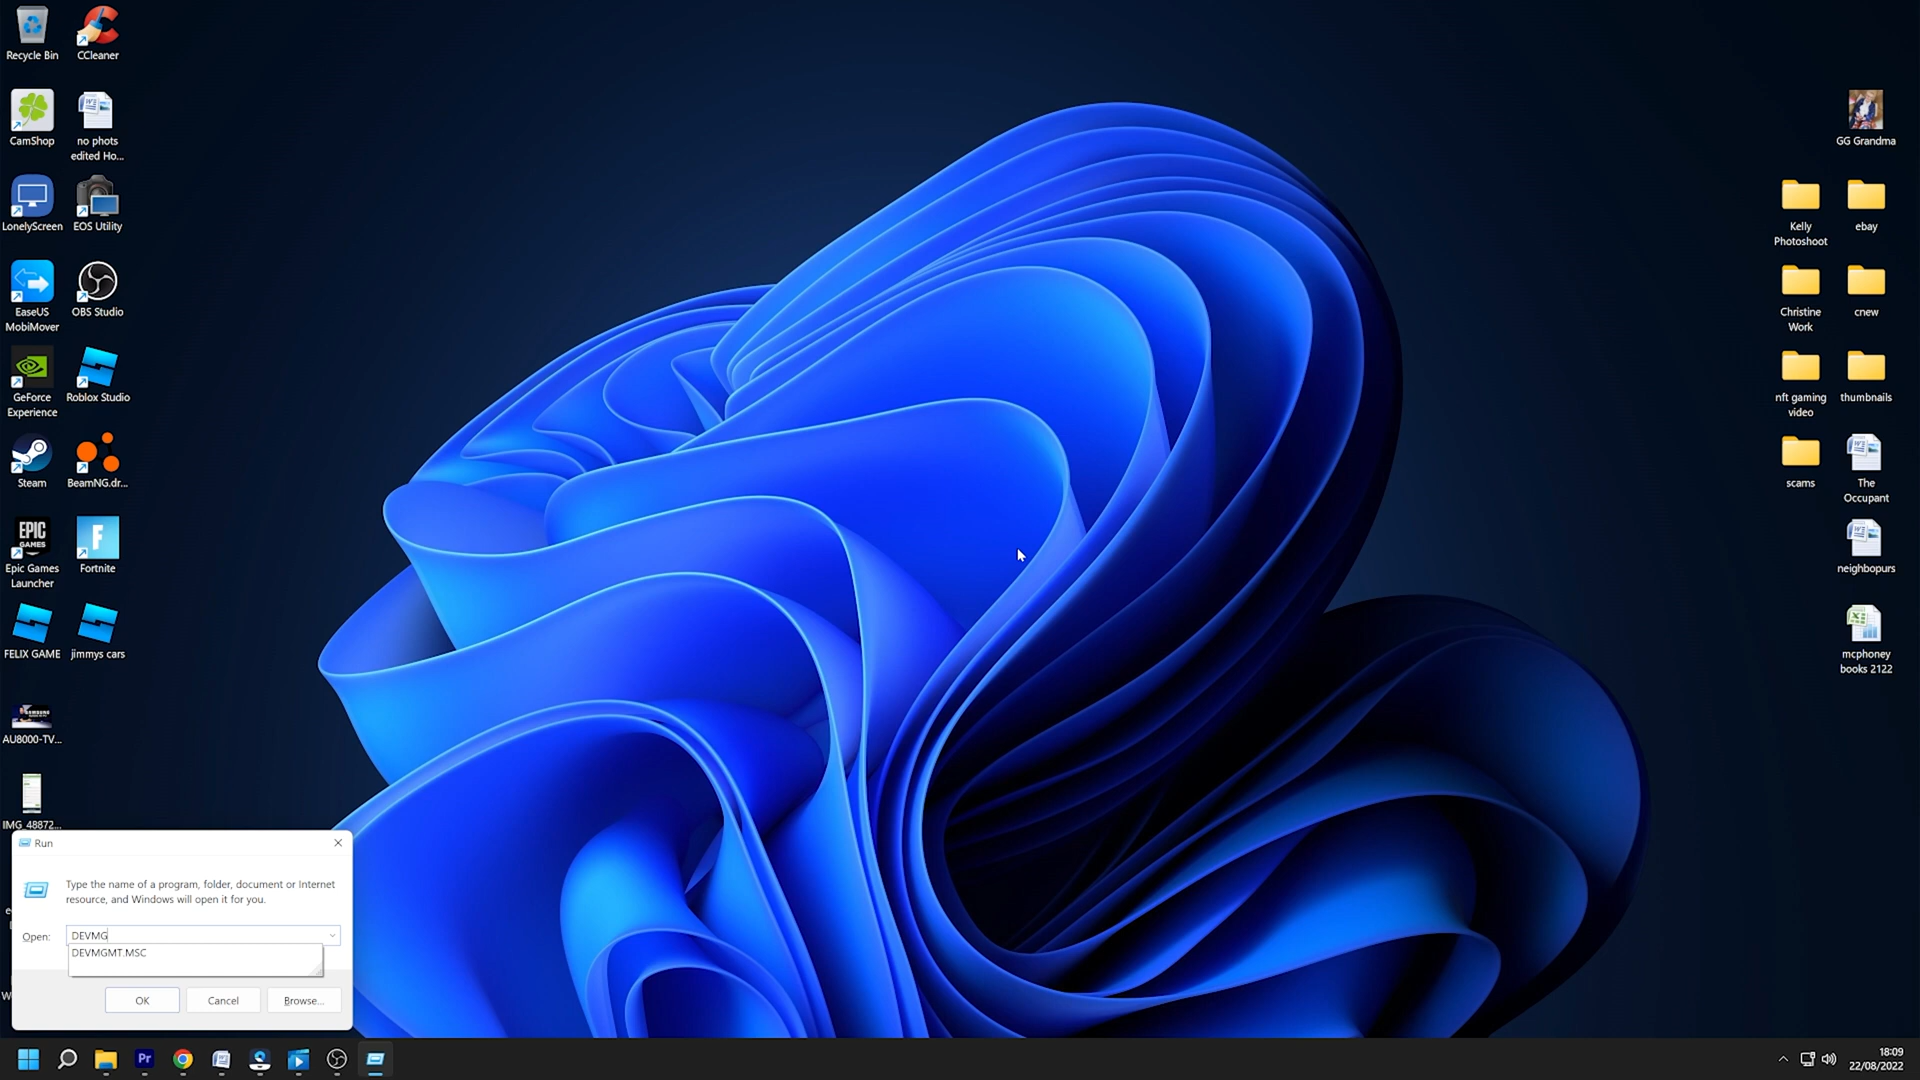 Recycle Bin
CCleaner
CamShop
no phots
edited Ho...
LonelyScreen
EOS Utility
EaseUS
MobiMover
OBS Studio
GeForce
Experience
Roblox Studio
Steam
BeamNG.dr...
EPIC
GAMES
Epic Games
Launcher
F
Fortnite
FELIX GAME
jimmys cars
SAMSUNG
AU8000-TV...
IMG_48872...
GG Grandma
Kelly
Photoshoot
ebay
Christine
Work
cnew
nft gaming
video
thumbnails
scams
The
Occupant
neighbopurs
mcphoney
books 2122
Run
Type the name of a program, folder, document or Internet
resource, and Windows will open it for you.
Open:
DEVMG
DEVMGMT.MSC
OK
Cancel
Browse...
Pr
18:09
22/08/2022